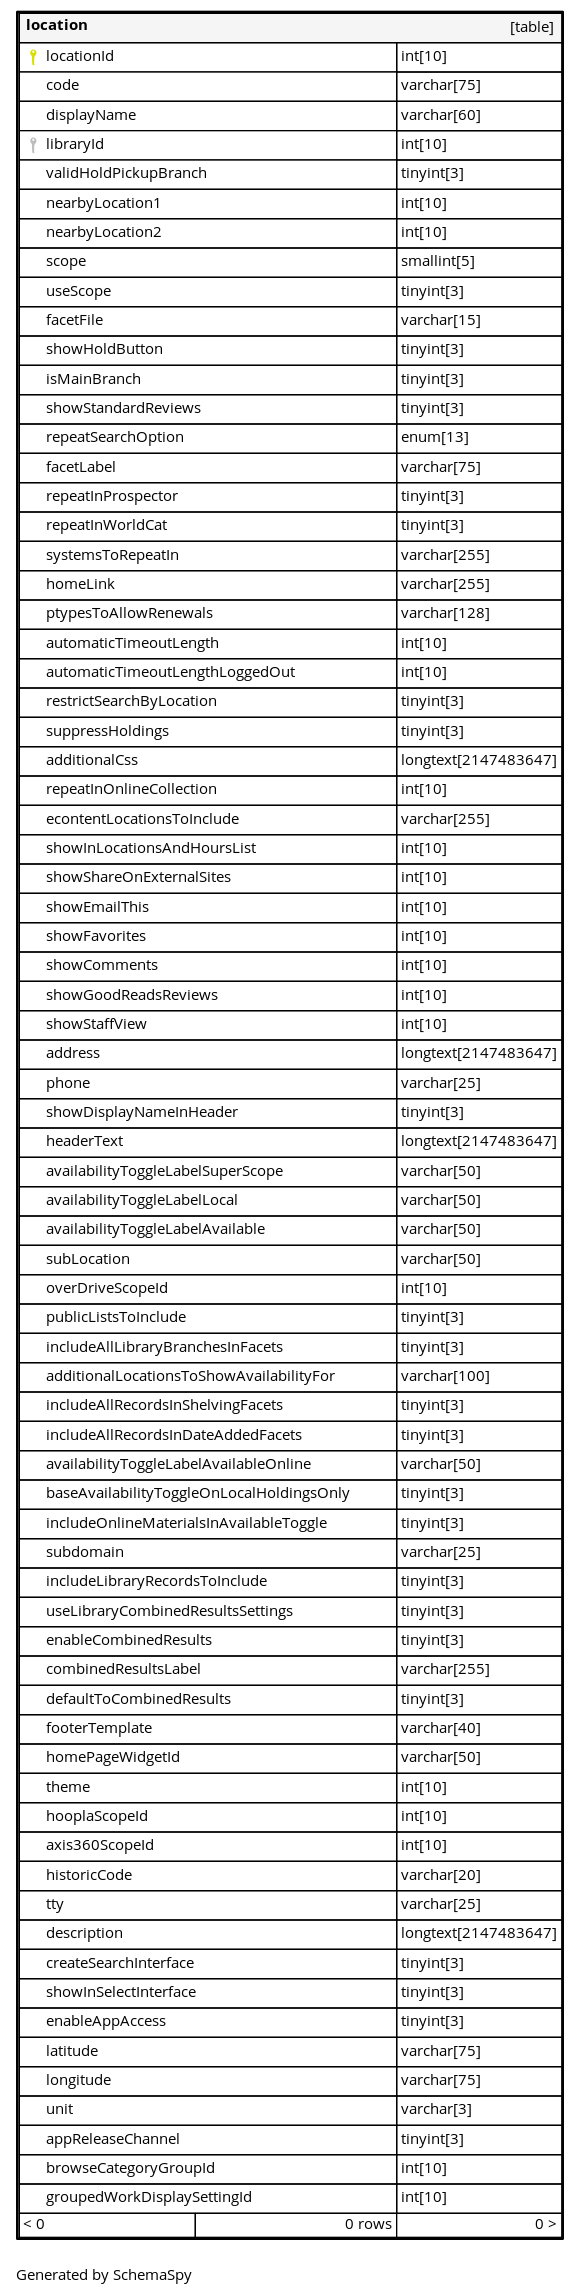 location [table]
locationId int[10]
code varchar[75]
displayName varchar[60]
libraryId int[10]
validHoldPickupBranch tinyint[3]
nearbyLocation1 int[10]
nearbyLocation2 int[10]
scope smallint[5]
useScope tinyint[3]
facetFile varchar[15]
showHoldButton tinyint[3]
isMainBranch tinyint[3]
showStandardReviews tinyint[3]
repeatSearchOption enum[13]
facetLabel varchar[75]
repeatInProspector tinyint[3]
repeatInWorldCat tinyint[3]
systemsToRepeatIn varchar[255]
homeLink varchar[255]
ptypesToAllowRenewals varchar[128]
automaticTimeoutLength int[10]
automaticTimeoutLengthLoggedOut int[10]
restrictSearchByLocation tinyint[3]
suppressHoldings tinyint[3]
additionalCss longtext[2147483647]
repeatInOnlineCollection int[10]
econtentLocationsToInclude varchar[255]
showInLocationsAndHoursList int[10]
showShareOnExternalSites int[10]
showEmailThis int[10]
showFavorites int[10]
showComments int[10]
showGoodReadsReviews int[10]
showStaffView int[10]
address longtext[2147483647]
phone varchar[25]
showDisplayNameInHeader tinyint[3]
headerText longtext[2147483647]
availabilityToggleLabelSuperScope varchar[50]
availabilityToggleLabelLocal varchar[50]
availabilityToggleLabelAvailable varchar[50]
subLocation varchar[50]
overDriveScopeId int[10]
publicListsToInclude tinyint[3]
includeAllLibraryBranchesInFacets tinyint[3]
additionalLocationsToShowAvailabilityFor varchar[100]
includeAllRecordsInShelvingFacets tinyint[3]
includeAllRecordsInDateAddedFacets tinyint[3]
availabilityToggleLabelAvailableOnline varchar[50]
baseAvailabilityToggleOnLocalHoldingsOnly tinyint[3]
includeOnlineMaterialsInAvailableToggle tinyint[3]
subdomain varchar[25]
includeLibraryRecordsToInclude tinyint[3]
useLibraryCombinedResultsSettings tinyint[3]
enableCombinedResults tinyint[3]
combinedResultsLabel varchar[255]
defaultToCombinedResults tinyint[3]
footerTemplate varchar[40]
homePageWidgetId varchar[50]
theme int[10]
hooplaScopeId int[10]
axis360ScopeId int[10]
historicCode varchar[20]
tty varchar[25]
description longtext[2147483647]
createSearchInterface tinyint[3]
showInSelectInterface tinyint[3]
enableAppAccess tinyint[3]
latitude varchar[75]
longitude varchar[75]
unit varchar[3]
appReleaseChannel tinyint[3]
browseCategoryGroupId int[10]
groupedWorkDisplaySettingId int[10]
< 0 0 rows 0 >
Generated by SchemaSpy